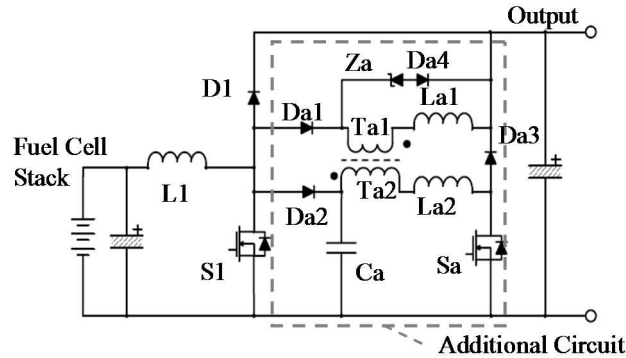 Output
Za
Da4
D1
Da1
Ta1
La1
Da3
Fuel Cell
Stack
L1
Ta2
La2
Da2
S1
Ca
Sa
Additional Circuit